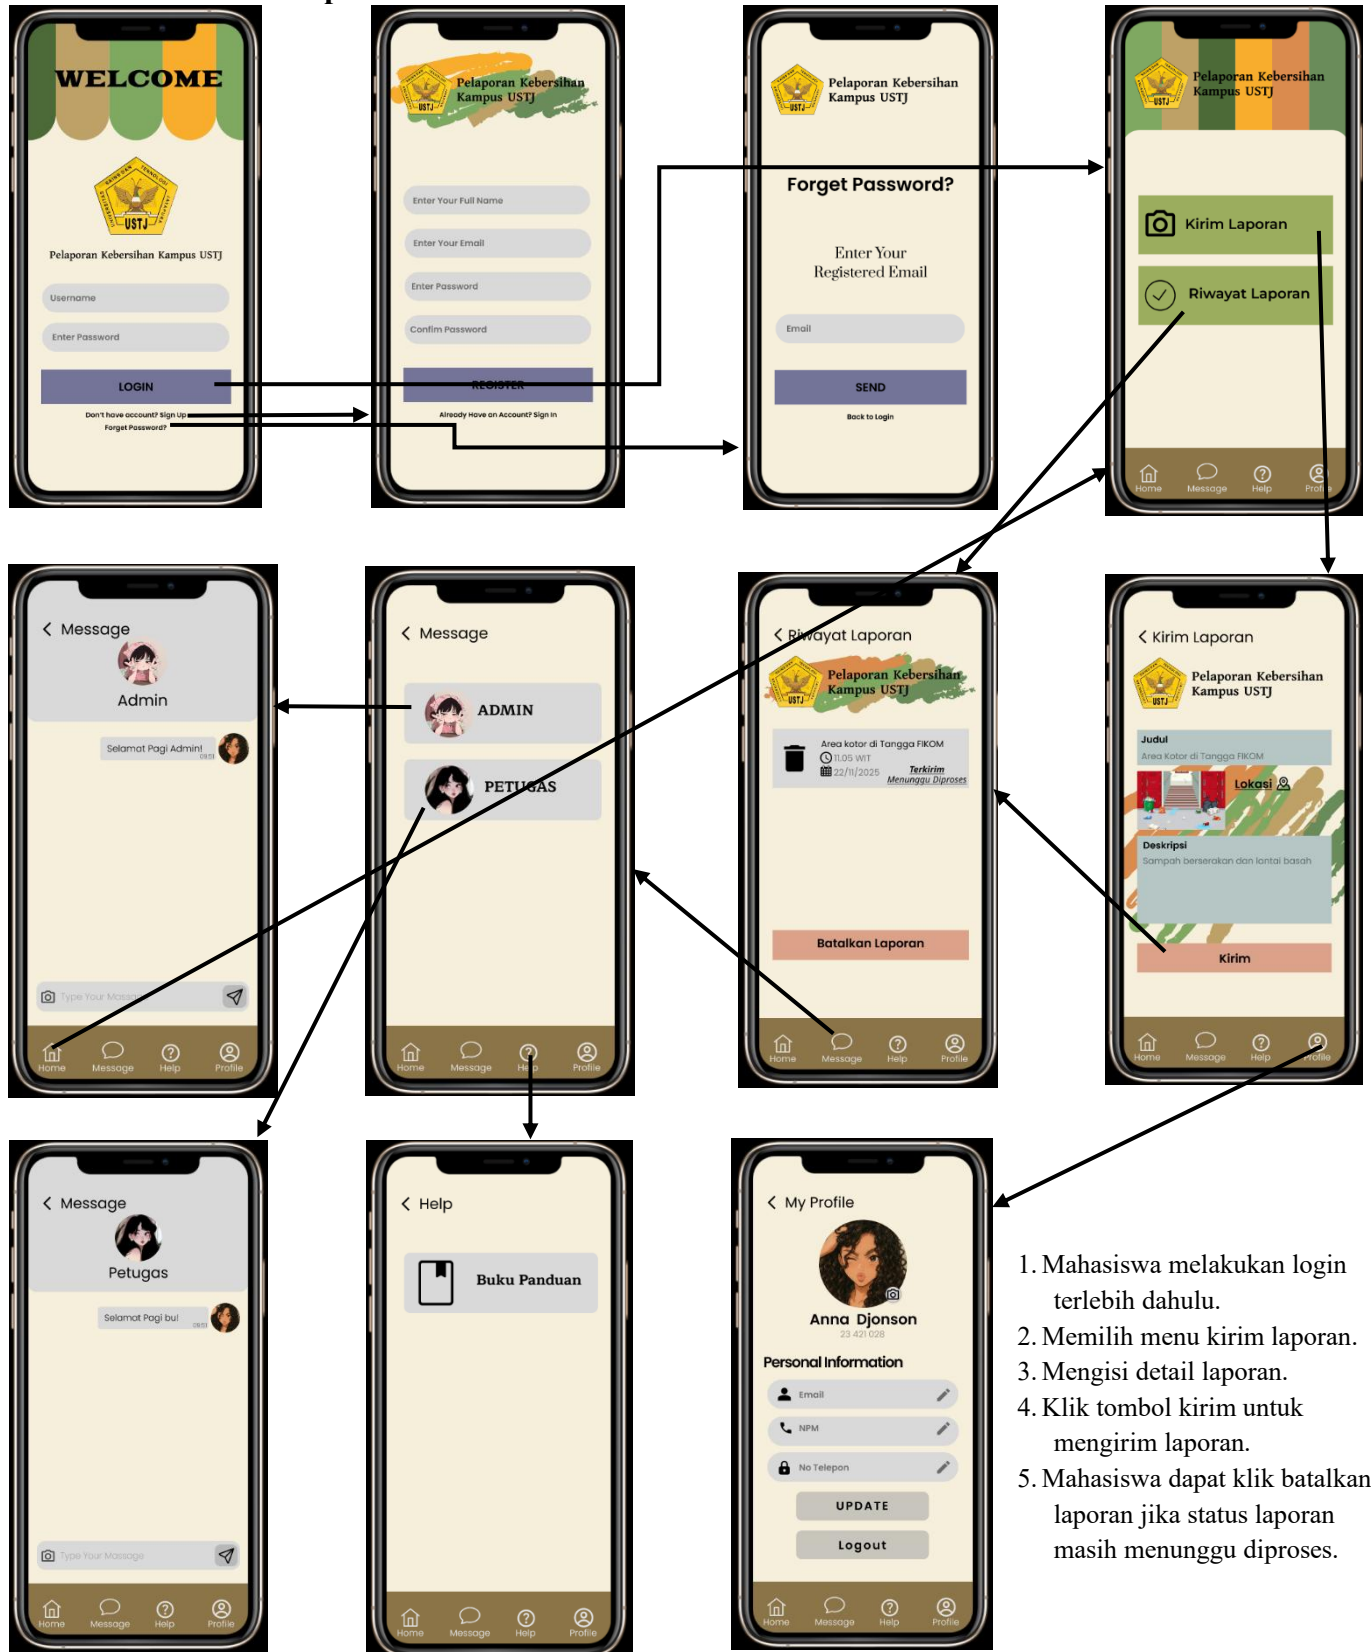 WELCOME
USTJ
Pelaporan Kebersihan Kampus USTJ
Username
Enter Password
LOGIN
Don't have account? Sign Up
Forget Password?
USTJ
Pelaporan Kebersihan
Kampus USTJ
Enter Your Full Name
Enter Your Email
Enter Password
Confirm Password
REGISTER
Already Have an Account? Sign In
USTJ
Pelaporan Kebersihan
Kampus USTJ
Forget Password?
Enter Your
Registered Email
Email
SEND
Back to Login
USTJ
Pelaporan Kebersihan
Kampus USTJ
Kirim Laporan
Riwayat Laporan
Home Message Help Profile
Message
Admin
Selamat Pagi Admin!
Type Your Message
Home Message Help Profile
Message
ADMIN
PETUGAS
Home Message Help Profile
Riwayat Laporan
USTJ
Pelaporan Kebersihan
Kampus USTJ
Area kotor di Tangga FIKOM
11.05 WIT
22/11/2025
Terkirim
Menunggu Diproses
Batalkan Laporan
Home Message Help Profile
Kirim Laporan
USTJ
Pelaporan Kebersihan
Kampus USTJ
Judul
Area Kotor di Tangga FIKOM
Lokasi
Deskripsi
Sampah berserakan dan lantai basah
Kirim
Home Message Help Profile
Message
Petugas
Selamat Pagi bu!
Type Your Message
Home Message Help Profile
Help
Buku Panduan
Home Message Help Profile
My Profile
Anna Djonson
23 421 028
Personal Information
Email
NPM
No Telepon
UPDATE
Logout
Home Message Help Profile
1. Mahasiswa melakukan login
terlebih dahulu.
2. Memilih menu kirim laporan.
3. Mengisi detail laporan.
4. Klik tombol kirim untuk
mengirim laporan.
5. Mahasiswa dapat klik batalkan
laporan jika status laporan
masih menunggu diproses.